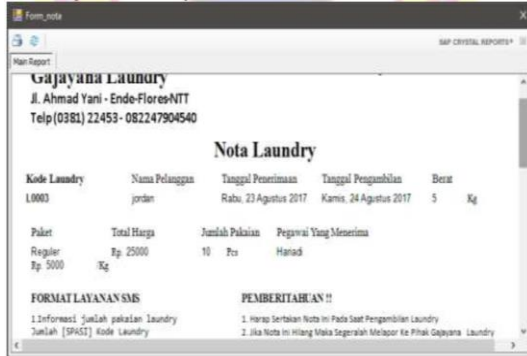 Form_nota
SAP CRYSTAL REPORTS
Main Report
Gajayana Laundry
Jl. Ahmad Yani - Ende-Flores-NTT
Telp (0381) 22453- 082247904540
Nota Laundry
Kode Laundry Nama Pelanggan Tanggal Penerimaan Tanggal Pengambilan Berat
L0003 jordan Rabu, 23 Agustus 2017 Kamis, 24 Agustus 2017 5 Kg
Paket Total Harga Jumlah Pakaian Pegawai Yang Menerima
Reguler Rp. 25000 10 Pcs Hariadi
Rp. 5000 Kg
FORMAT LAYANAN SMS PEMBERITAHUAN !!
1.Informasi jumlah pakaian laundry 1. Harap Sertakan Nota Ini Pada Saat Pengambilan Laundry
Jumlah [SPASI] Kode Laundry 2. Jika Nota Ini Hilang Maka Segeralah Melapor Ke Pihak Gajayana Laundry